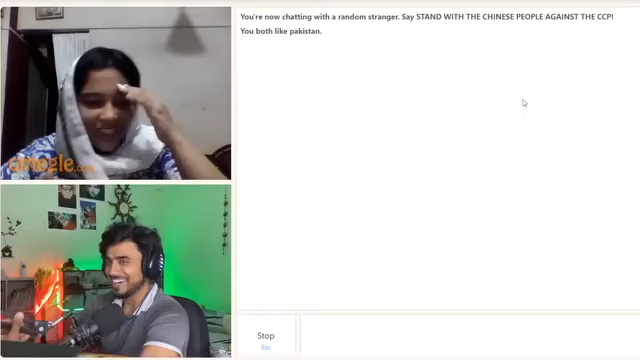 You're now chatting with a random stranger. Say STAND WITH THE CHINESE PEOPLE AGAINST THE CCP!
You both like pakistan.
omegle.com
Stop
Esc